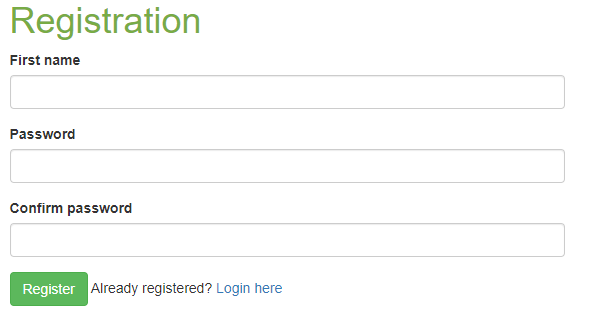 Registration
First name
Password
Confirm password
Register Already registered? Login here